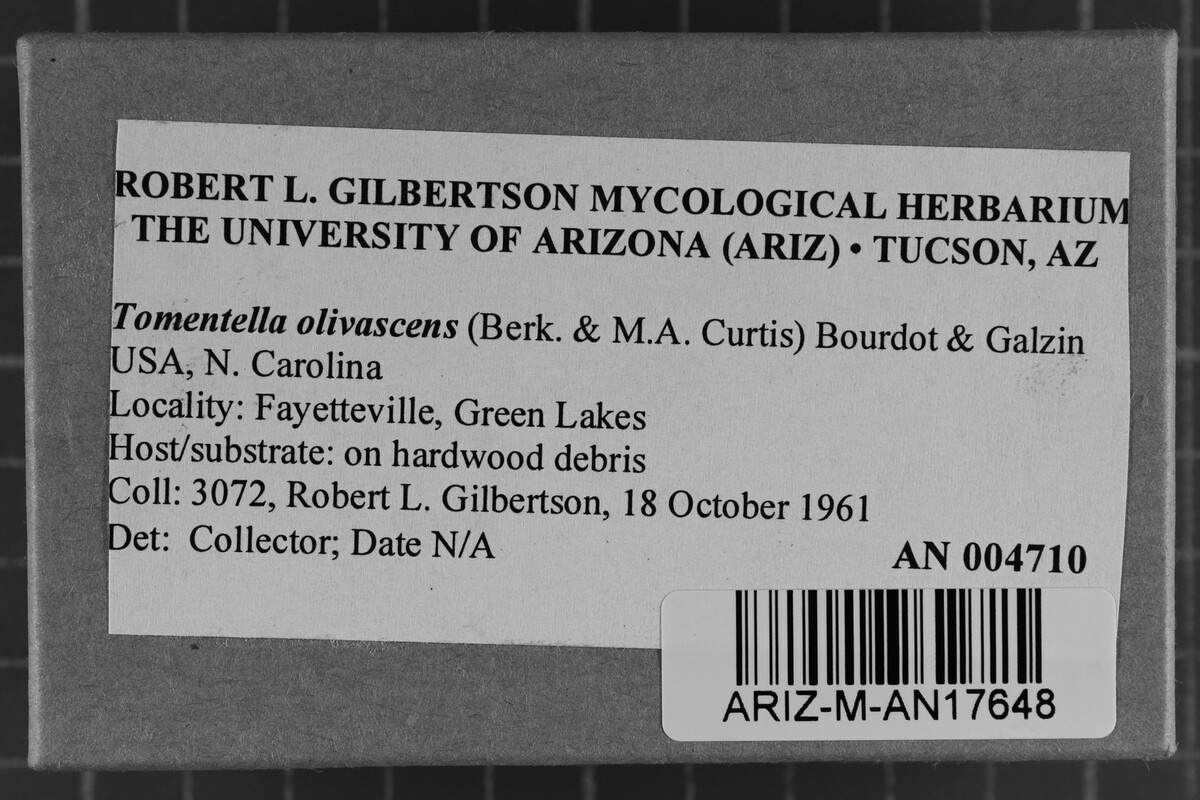 ROBERT L. GILBERTSON MYCOLOGICAL HERBARIUM
THE UNIVERSITY OF ARIZONA (ARIZ) • TUCSON, AZ
Tomentella olivascens (Berk. & M.A. Curtis) Bourdot & Galzin
USA, N. Carolina
Locality: Fayetteville, Green Lakes
Host/substrate: on hardwood debris
Coll: 3072, Robert L. Gilbertson, 18 October 1961
Det: Collector; Date N/A
AN 004710
ARIZ-M-AN17648